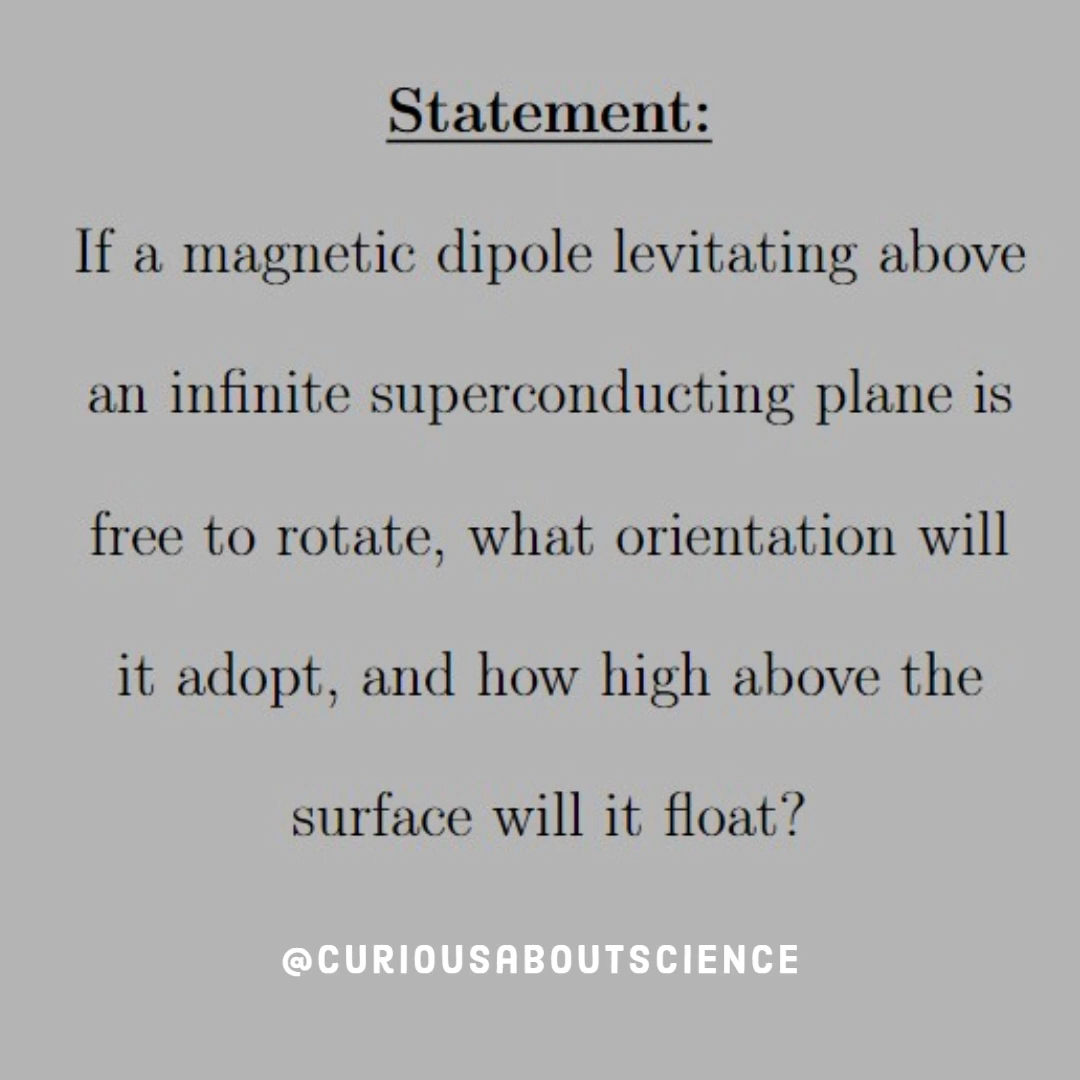 Statement:
If a magnetic dipole levitating above
an infinite superconducting plane is
free to rotate, what orientation will
it adopt, and how high above the
surface will it float?
@CURIOUSABOUTSCIENCE